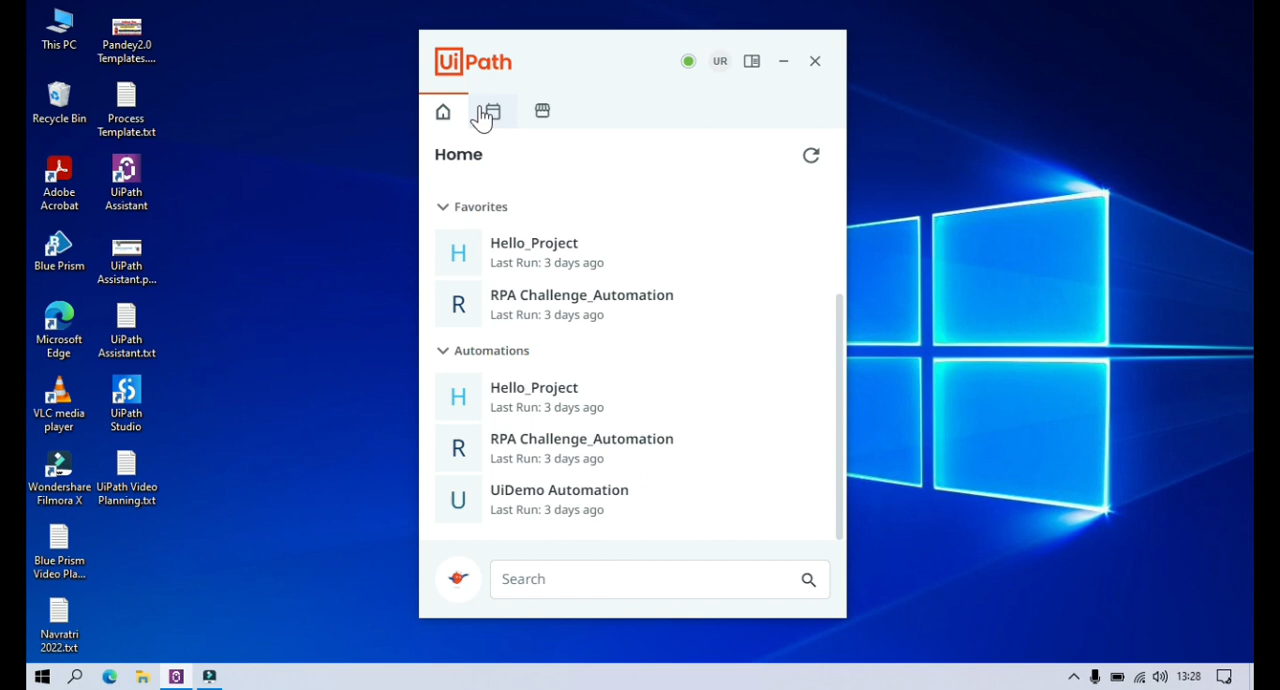 This PC
Pandey2.0
Templates....
Recycle Bin
Process
Template.txt
Adobe
Acrobat
UiPath
Assistant
Blue Prism
UiPath
Assistant.p...
Microsoft
Edge
UiPath
Assistant.txt
VLC media
player
UiPath
Studio
Wondershare
Filmora X
UiPath Video
Planning.txt
Blue Prism
Video Pla...
Navratri
2022.txt
UiPath
UR
Home
Favorites
H
Hello_Project
Last Run: 3 days ago
R
RPA Challenge_Automation
Last Run: 3 days ago
Automations
H
Hello_Project
Last Run: 3 days ago
R
RPA Challenge_Automation
Last Run: 3 days ago
U
UiDemo Automation
Last Run: 3 days ago
Search
13:28